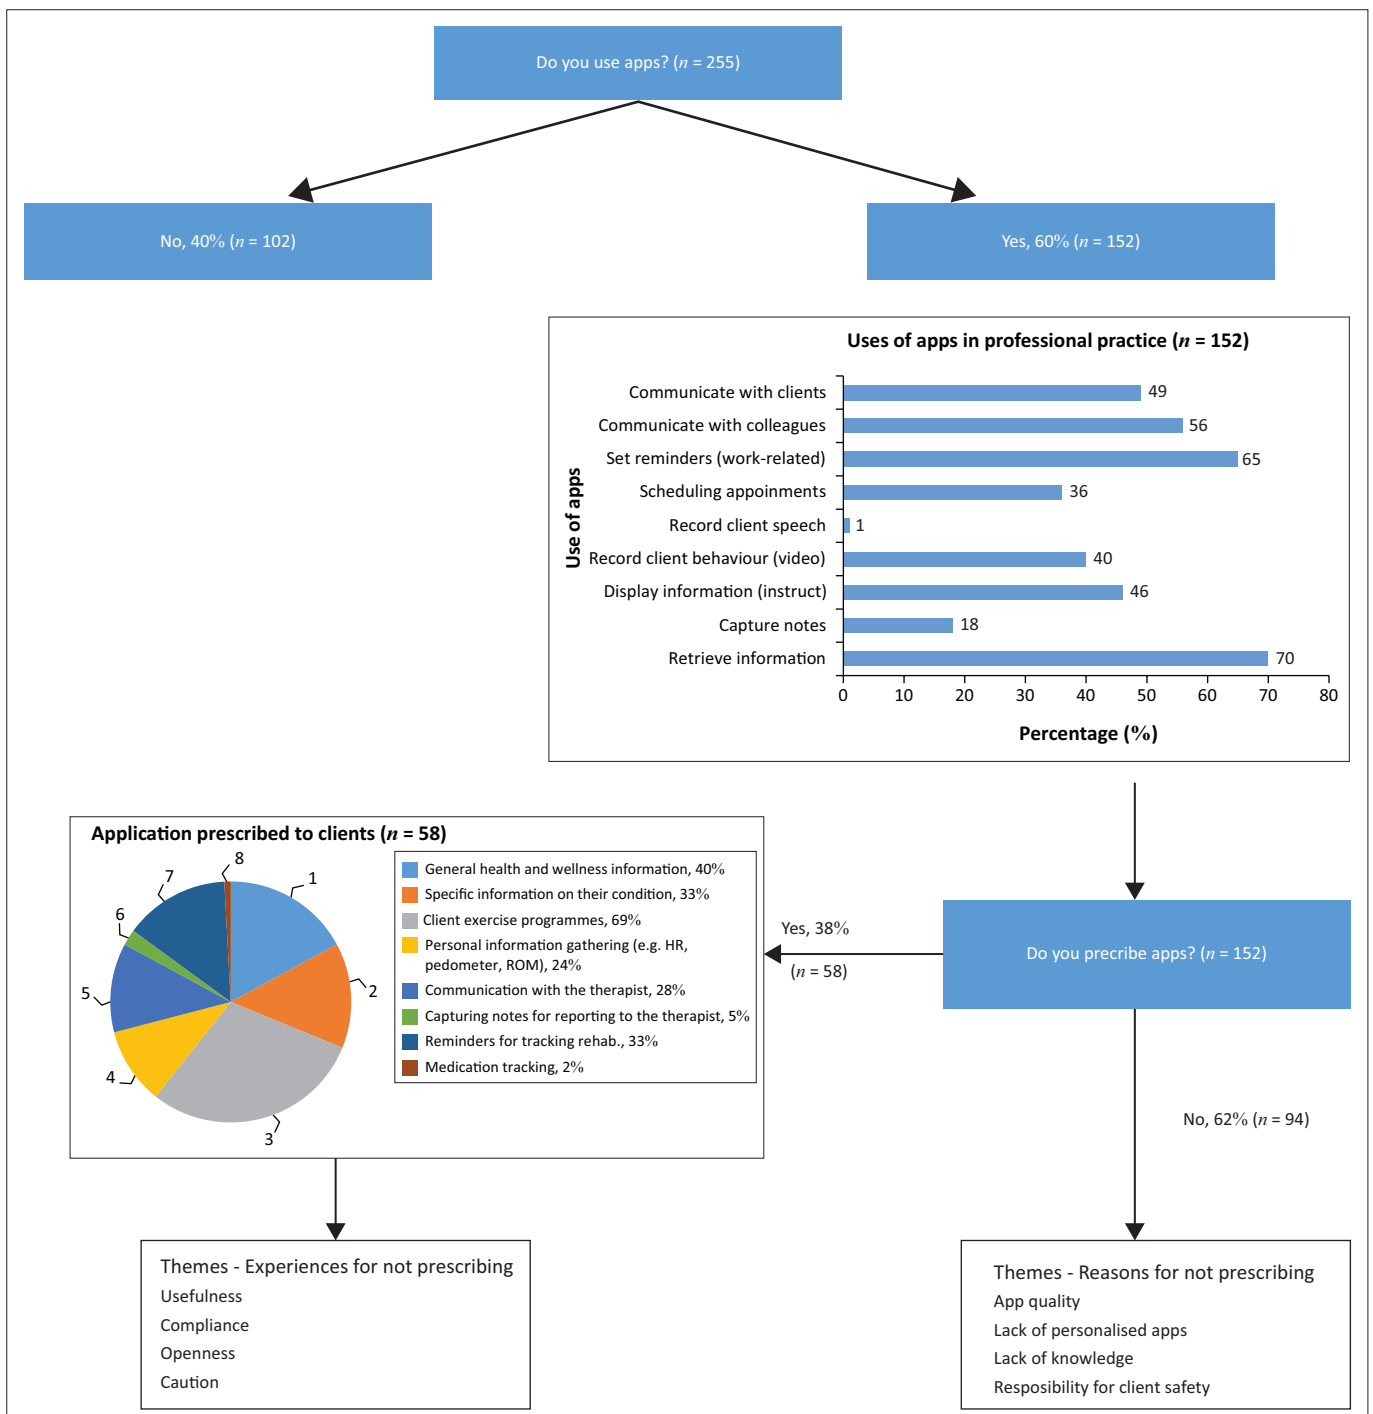 Do you use apps? (n = 255)
No, 40% (n = 102)
Yes, 60% (n = 152)
Uses of apps in professional practice (n = 152)
Use of apps
Communicate with clients
49
Communicate with colleagues
56
Set reminders (work-related)
65
Scheduling appoinments
36
Record client speech
1
Record client behaviour (video)
40
Display information (instruct)
46
Capture notes
18
Retrieve information
70
0 10 20 30 40 50 60 70 80
Percentage (%)
Application prescribed to clients (n = 58)
1
2
3
4
5
6
7
8
General health and wellness information, 40%
Specific information on their condition, 33%
Client exercise programmes, 69%
Personal information gathering (e.g. HR,
pedometer, ROM), 24%
Communication with the therapist, 28%
Capturing notes for reporting to the therapist, 5%
Reminders for tracking rehab., 33%
Medication tracking, 2%
Yes, 38%
(n = 58)
Do you precribe apps? (n = 152)
No, 62% (n = 94)
Themes - Experiences for not prescribing
Usefulness
Compliance
Openness
Caution
Themes - Reasons for not prescribing
App quality
Lack of personalised apps
Lack of knowledge
Resposibility for client safety